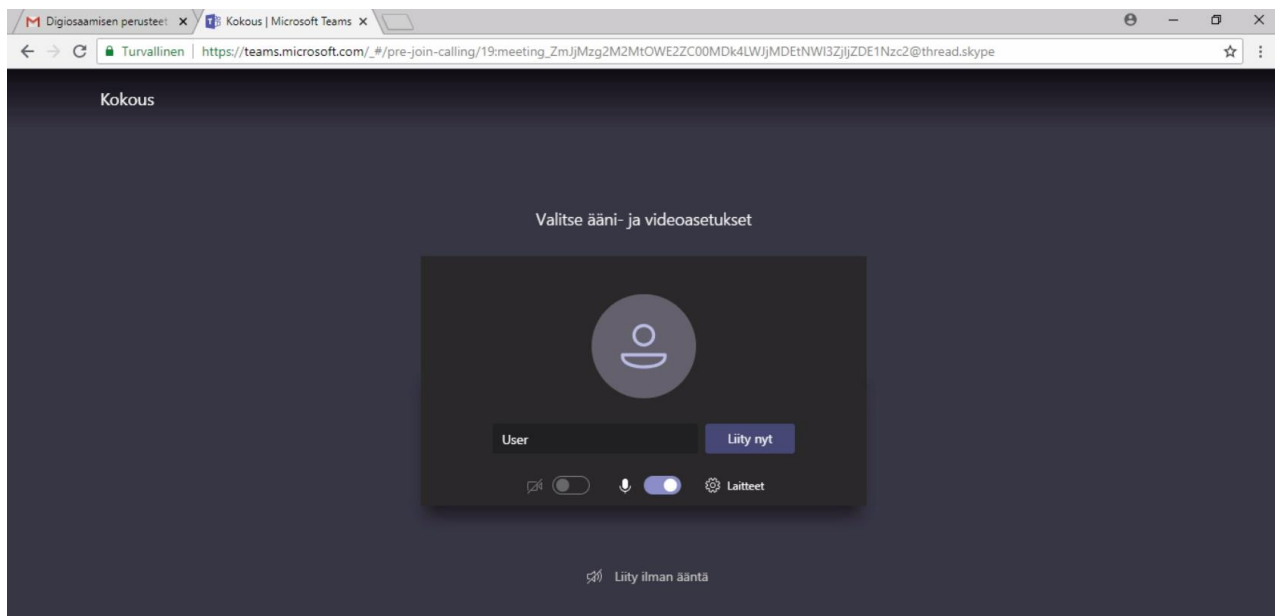 Digiosaamisen perusteet
Kokous | Microsoft Teams
Turvallinen | https://teams.microsoft.com/_#/pre-join-calling/19:meeting_ZmJjMzg2M2MtOWE2ZC00MDk4LWJjMDEtNWI3ZjljZDE1Nzc2@thread.skype
Kokous
Valitse ääni- ja videoasetukset
User
Liity nyt
Laitteet
Liity ilman ääntä